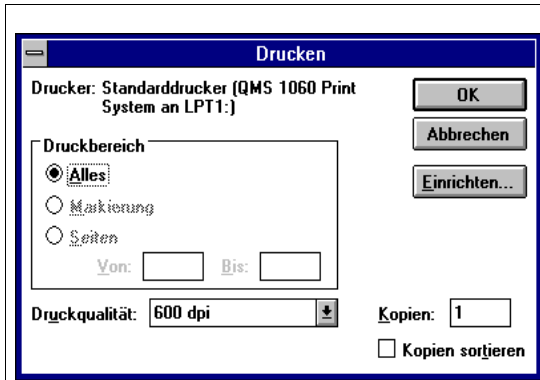 Drucken
Drucker: Standarddrucker (QMS 1060 Print
System an LPT1:)
OK
Abbrechen
Einrichten...
Druckbereich
Alles
Markierung
Seiten
Von: Bis:
Druckqualität: 600 dpi
Kopien: 1
Kopien sortieren